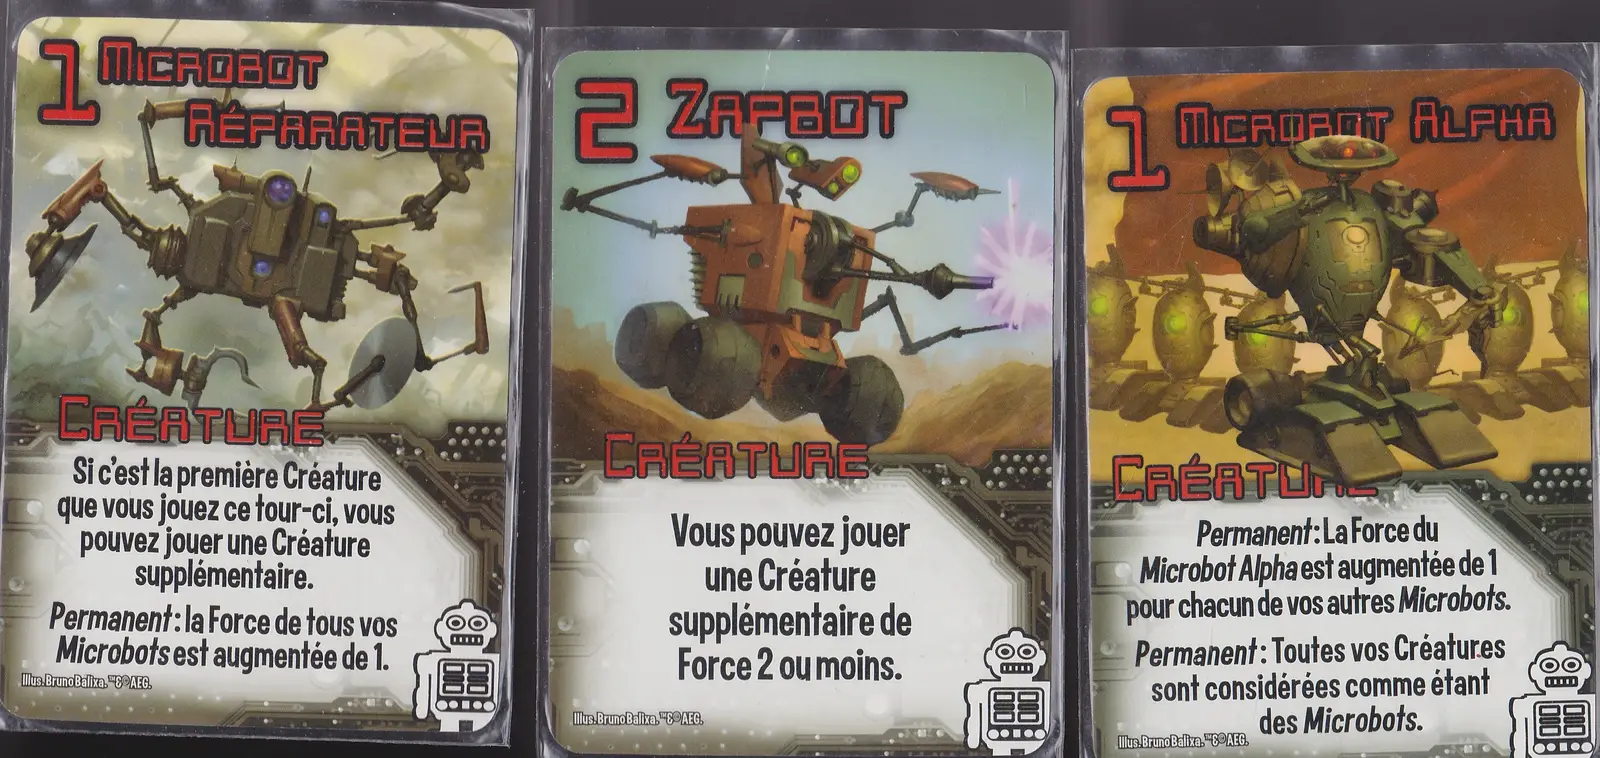 1 Microbot
Réparateur
Créature
Si c'est la première Créature
que vous jouez ce tour-ci, vous
pouvez jouer une Créature
supplémentaire.
Permanent : la Force de tous vos
Microbots est augmentée de 1.
Illus. Bruno Balixa. ™&© AEG.
2 Zapbot
Créature
Vous pouvez jouer
une Créature
supplémentaire de
Force 2 ou moins.
Illus. Bruno Balixa. ™&© AEG.
1 Microbot Alpha
Créature
Permanent : La Force du
Microbot Alpha est augmentée de 1
pour chacun de vos autres Microbots.
Permanent : Toutes vos Créatures
sont considérées comme étant
des Microbots.
Illus. Bruno Balixa. ™&© AEG.